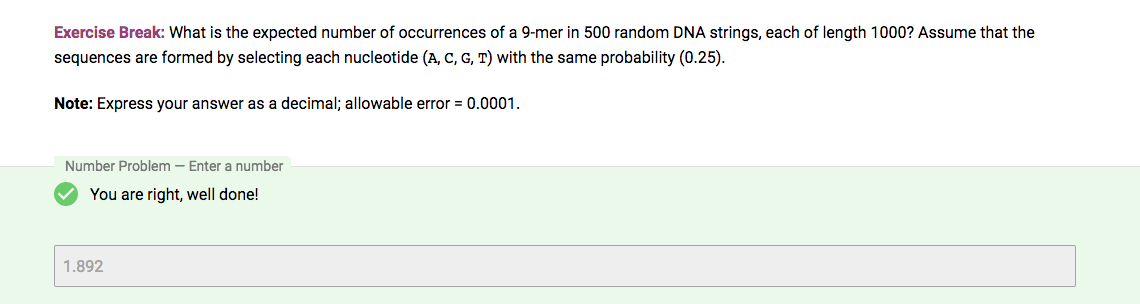 Exercise Break: What is the expected number of occurrences of a 9-mer in 500 random DNA strings, each of length 1000? Assume that the
sequences are formed by selecting each nucleotide (A, C, G, T) with the same probability (0.25).
Note: Express your answer as a decimal; allowable error = 0.0001.
Number Problem — Enter a number
You are right, well done!
1.892